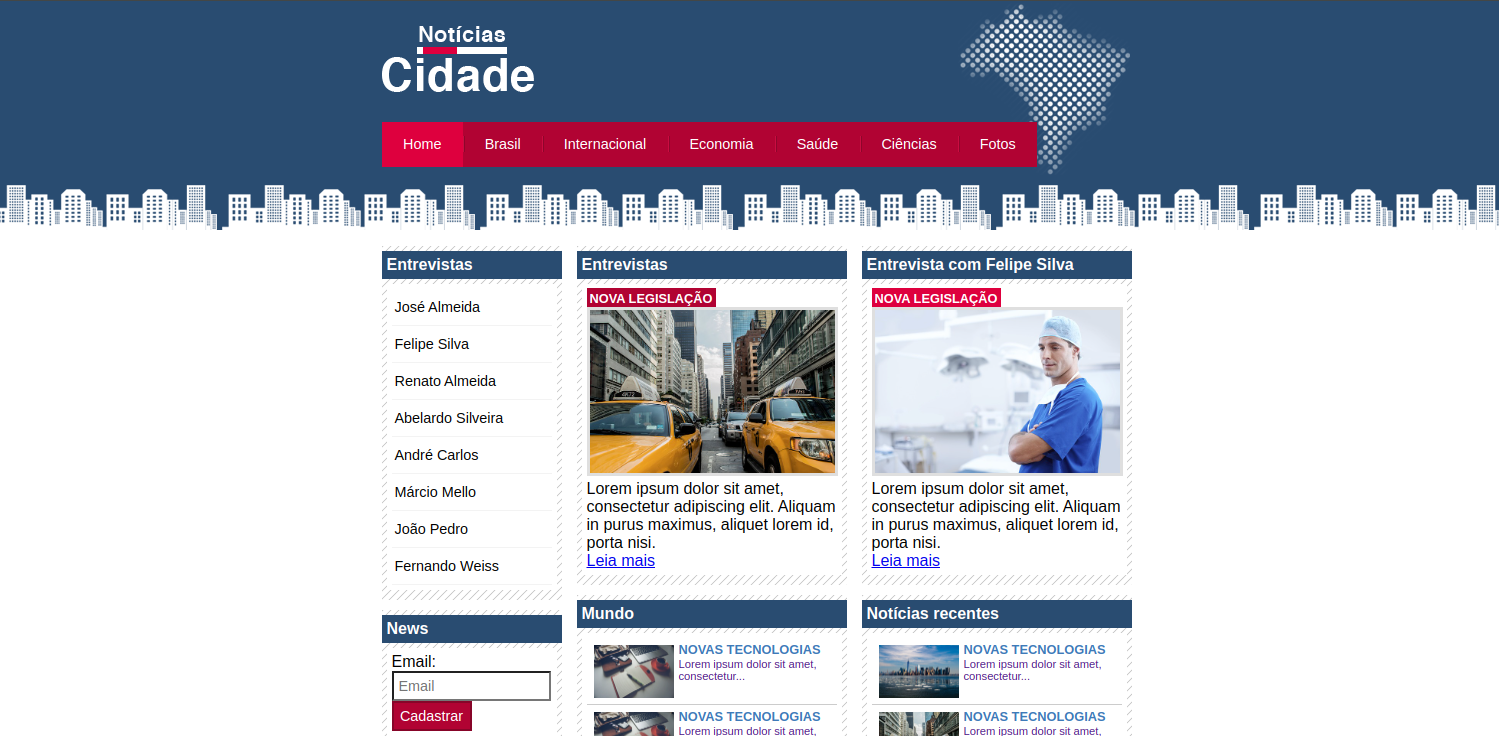 Notícias
Cidade
Home Brasil Internacional Economia Saúde Ciências Fotos
Entrevistas
José Almeida
Felipe Silva
Renato Almeida
Abelardo Silveira
André Carlos
Márcio Mello
João Pedro
Fernando Weiss
News
Email:
Email
Cadastrar
Entrevistas
NOVA LEGISLAÇÃO
Lorem ipsum dolor sit amet,
consectetur adipiscing elit. Aliquam
in purus maximus, aliquet lorem id,
porta nisi.
Leia mais
Mundo
NOVAS TECNOLOGIAS
Lorem ipsum dolor sit amet,
consectetur...
NOVAS TECNOLOGIAS
Lorem ipsum dolor sit amet,
Entrevista com Felipe Silva
NOVA LEGISLAÇÃO
Lorem ipsum dolor sit amet,
consectetur adipiscing elit. Aliquam
in purus maximus, aliquet lorem id,
porta nisi.
Leia mais
Notícias recentes
NOVAS TECNOLOGIAS
Lorem ipsum dolor sit amet,
consectetur...
NOVAS TECNOLOGIAS
Lorem ipsum dolor sit amet,